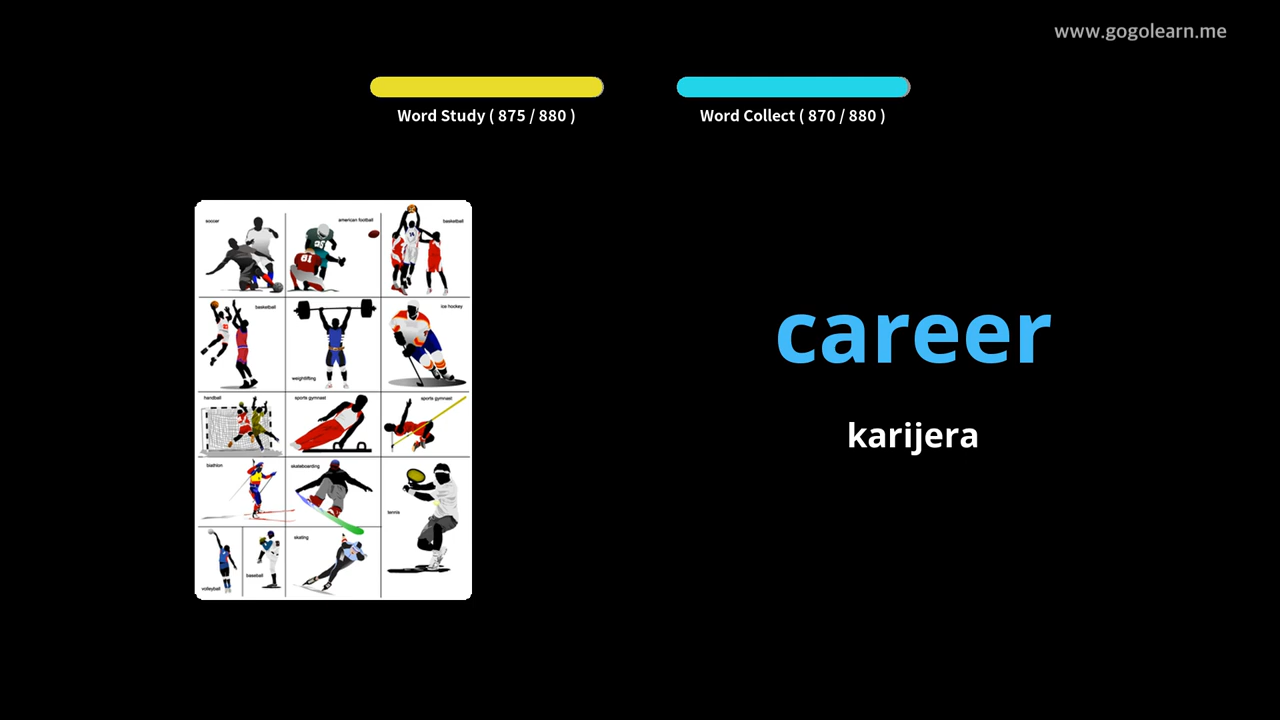 www.gogolearn.me
Word Study ( 875 / 880 )
Word Collect ( 870 / 880 )
soccer
american football
basketball
basketball
weightlifting
ice hockey
handball
sports gymnast
sports gymnast
biathlon
skateboarding
tennis
volleyball
baseball
skating
career
karijera